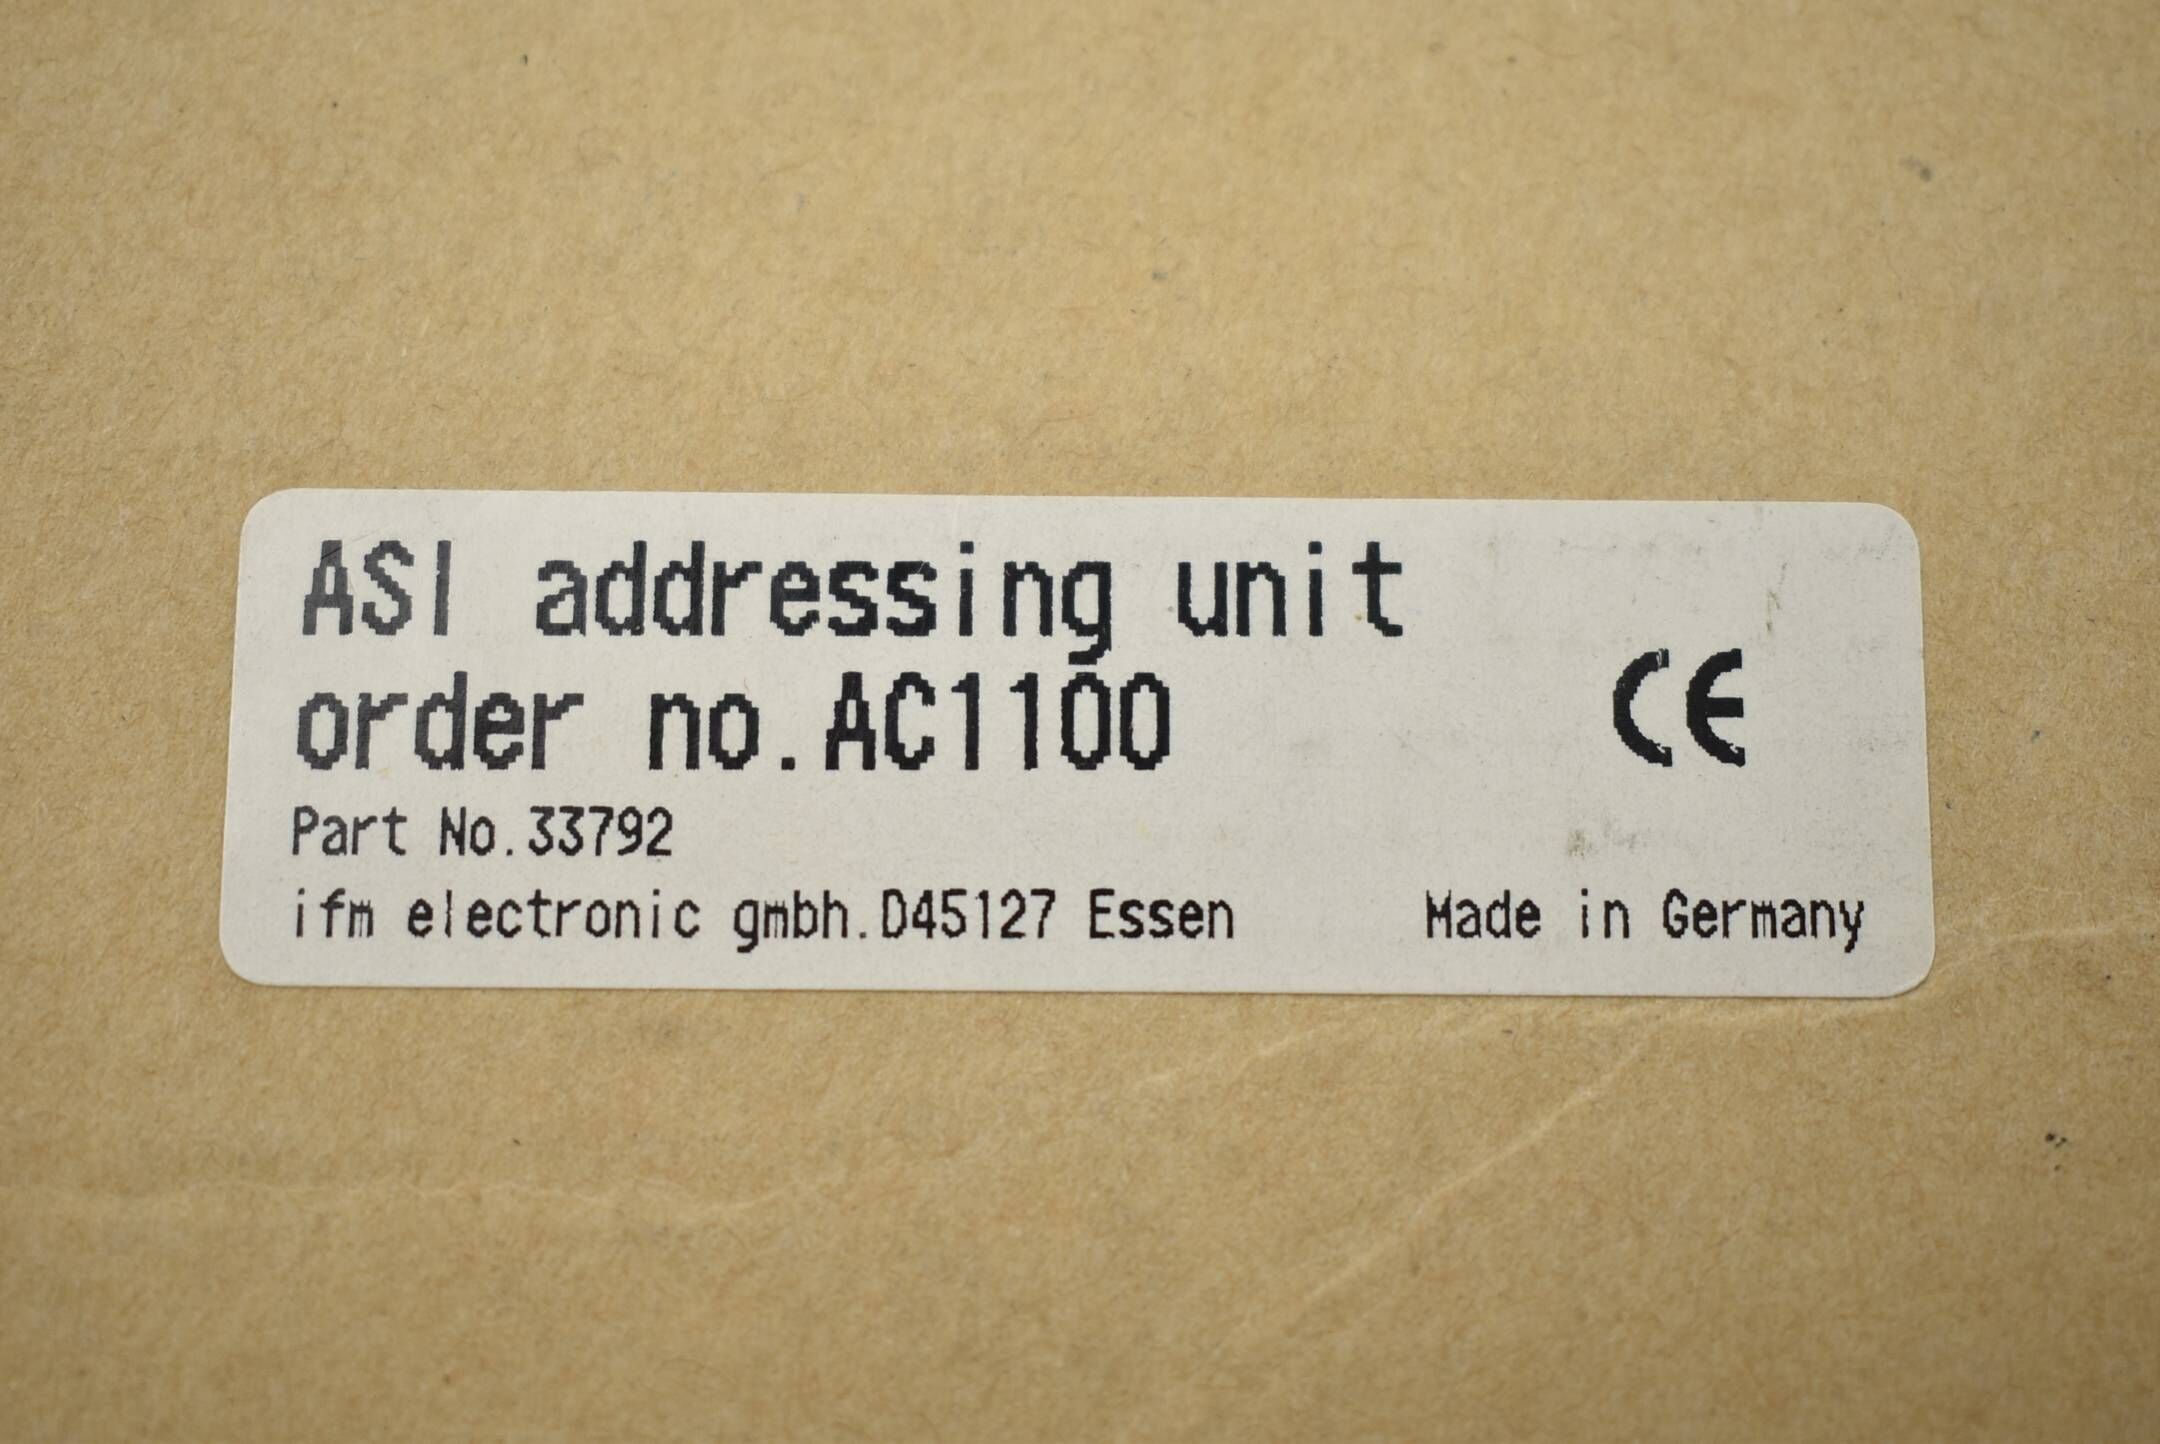 ASI addressing unit
order no.AC1100
CE
Part No.33792
ifm electronic gmbh.D45127 Essen Made in Germany